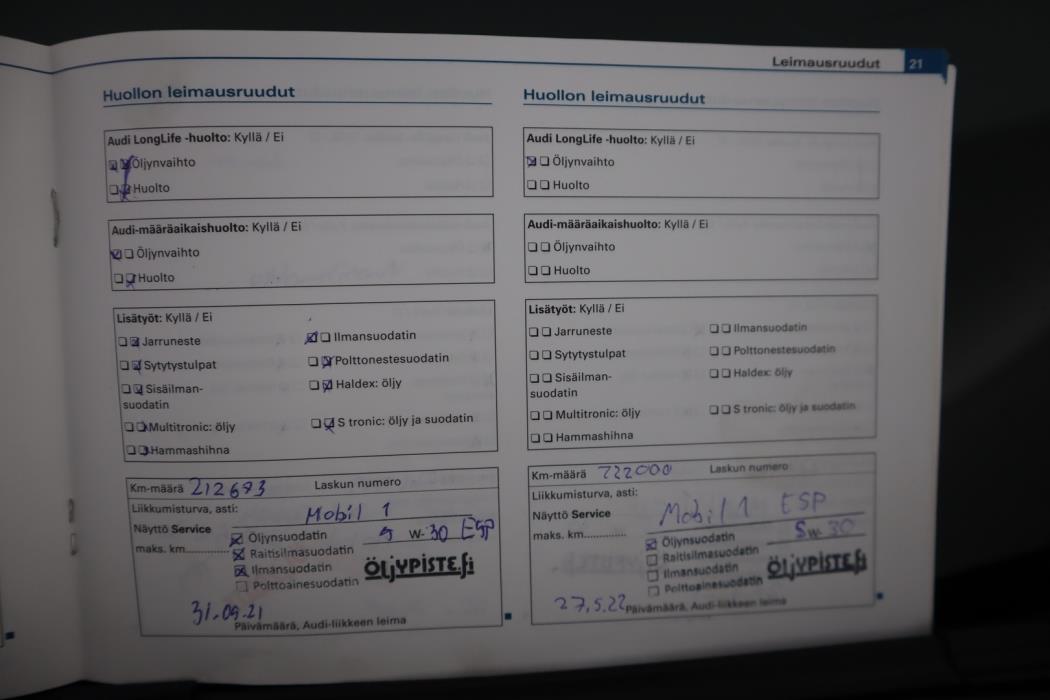 Leimausruudut 21
Huollon leimausruudut
Audi LongLife -huolto: Kyllä / Ei
Öljynvaihto
Huolto
Audi-määräaikaishuolto: Kyllä / Ei
Öljynvaihto
Huolto
Lisätyöt: Kyllä / Ei
Jarruneste
Ilmansuodatin
Sytytystulpat
Polttonestesuodatin
Sisäilman-
suodatin
Haldex: öljy
Multitronic: öljy
S tronic: öljy ja suodatin
Hammashihna
Km-määrä 212693 Laskun numero
Liikkumisturva, asti:
Mobil 1
Näyttö Service
maks. km............
5 W-30 ESP
Öljynsuodatin
Raitisilmasuodatin
Ilmansuodatin
Polttoainesuodatin
ÖLJYPISTE.fi
31.09.21
Päivämäärä, Audi-liikkeen leima
Huollon leimausruudut
Audi LongLife -huolto: Kyllä / Ei
Öljynvaihto
Huolto
Audi-määräaikaishuolto: Kyllä / Ei
Öljynvaihto
Huolto
Lisätyöt: Kyllä / Ei
Jarruneste
Ilmansuodatin
Sytytystulpat
Polttonestesuodatin
Sisäilman-
suodatin
Haldex: öljy
Multitronic: öljy
S tronic: öljy ja suodatin
Hammashihna
Km-määrä 222000 Laskun numero
Liikkumisturva, asti:
Mobil 1 ESP
Näyttö Service
maks. km............
5 W-30
Öljynsuodatin
Raitisilmasuodatin
Ilmansuodatin
Polttoainesuodatin
ÖLJYPISTE.fi
27.5.22
Päivämäärä, Audi-liikkeen leima